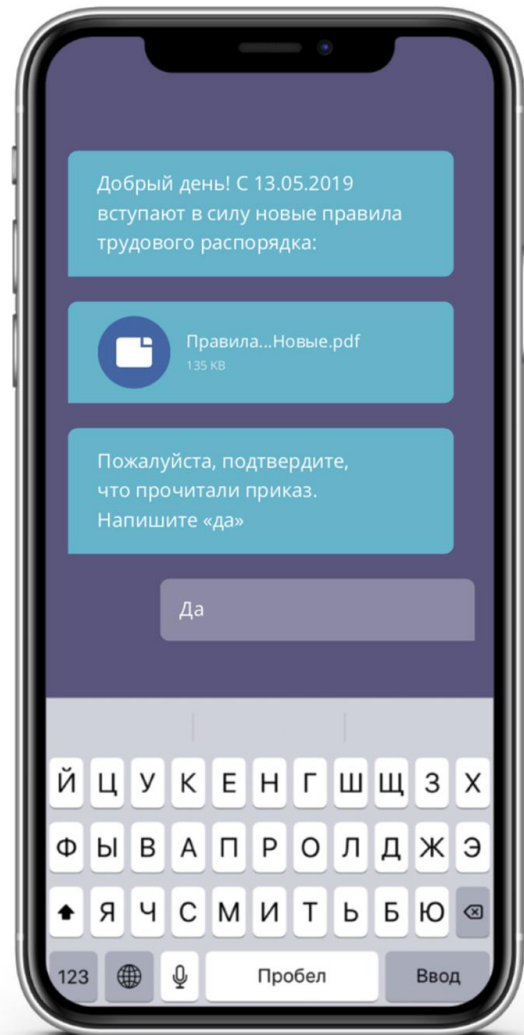 Добрый день! С 13.05.2019
вступают в силу новые правила
трудового распорядка:
Правила...Новые.pdf
135 KB
Пожалуйста, подтвердите,
что прочитали приказ.
Напишите «да»
Да
Й Ц У К Е Н Г Ш Щ З Х
Ф Ы В А П Р О Л Д Ж Э
Я Ч С М И Т Ь Б Ю
123 Пробел Ввод